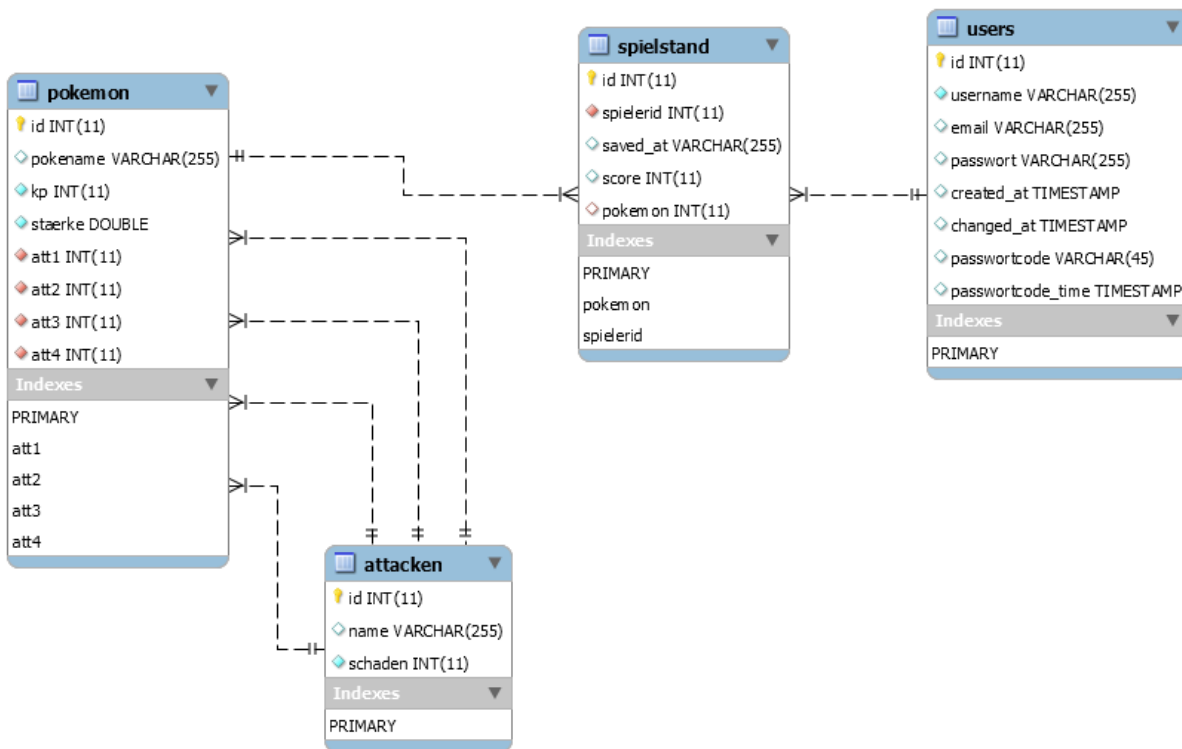 pokemon
id INT(11)
pokename VARCHAR(255)
kp INT(11)
staerke DOUBLE
att1 INT(11)
att2 INT(11)
att3 INT(11)
att4 INT(11)
Indexes
PRIMARY
att1
att2
att3
att4
attacken
id INT(11)
name VARCHAR(255)
schaden INT(11)
Indexes
PRIMARY
spielstand
id INT(11)
spielerid INT(11)
saved_at VARCHAR(255)
score INT(11)
pokemon INT(11)
Indexes
PRIMARY
pokemon
spielerid
users
id INT(11)
username VARCHAR(255)
email VARCHAR(255)
passwort VARCHAR(255)
created_at TIMESTAMP
changed_at TIMESTAMP
passwortcode VARCHAR(45)
passwortcode_time TIMESTAMP
Indexes
PRIMARY